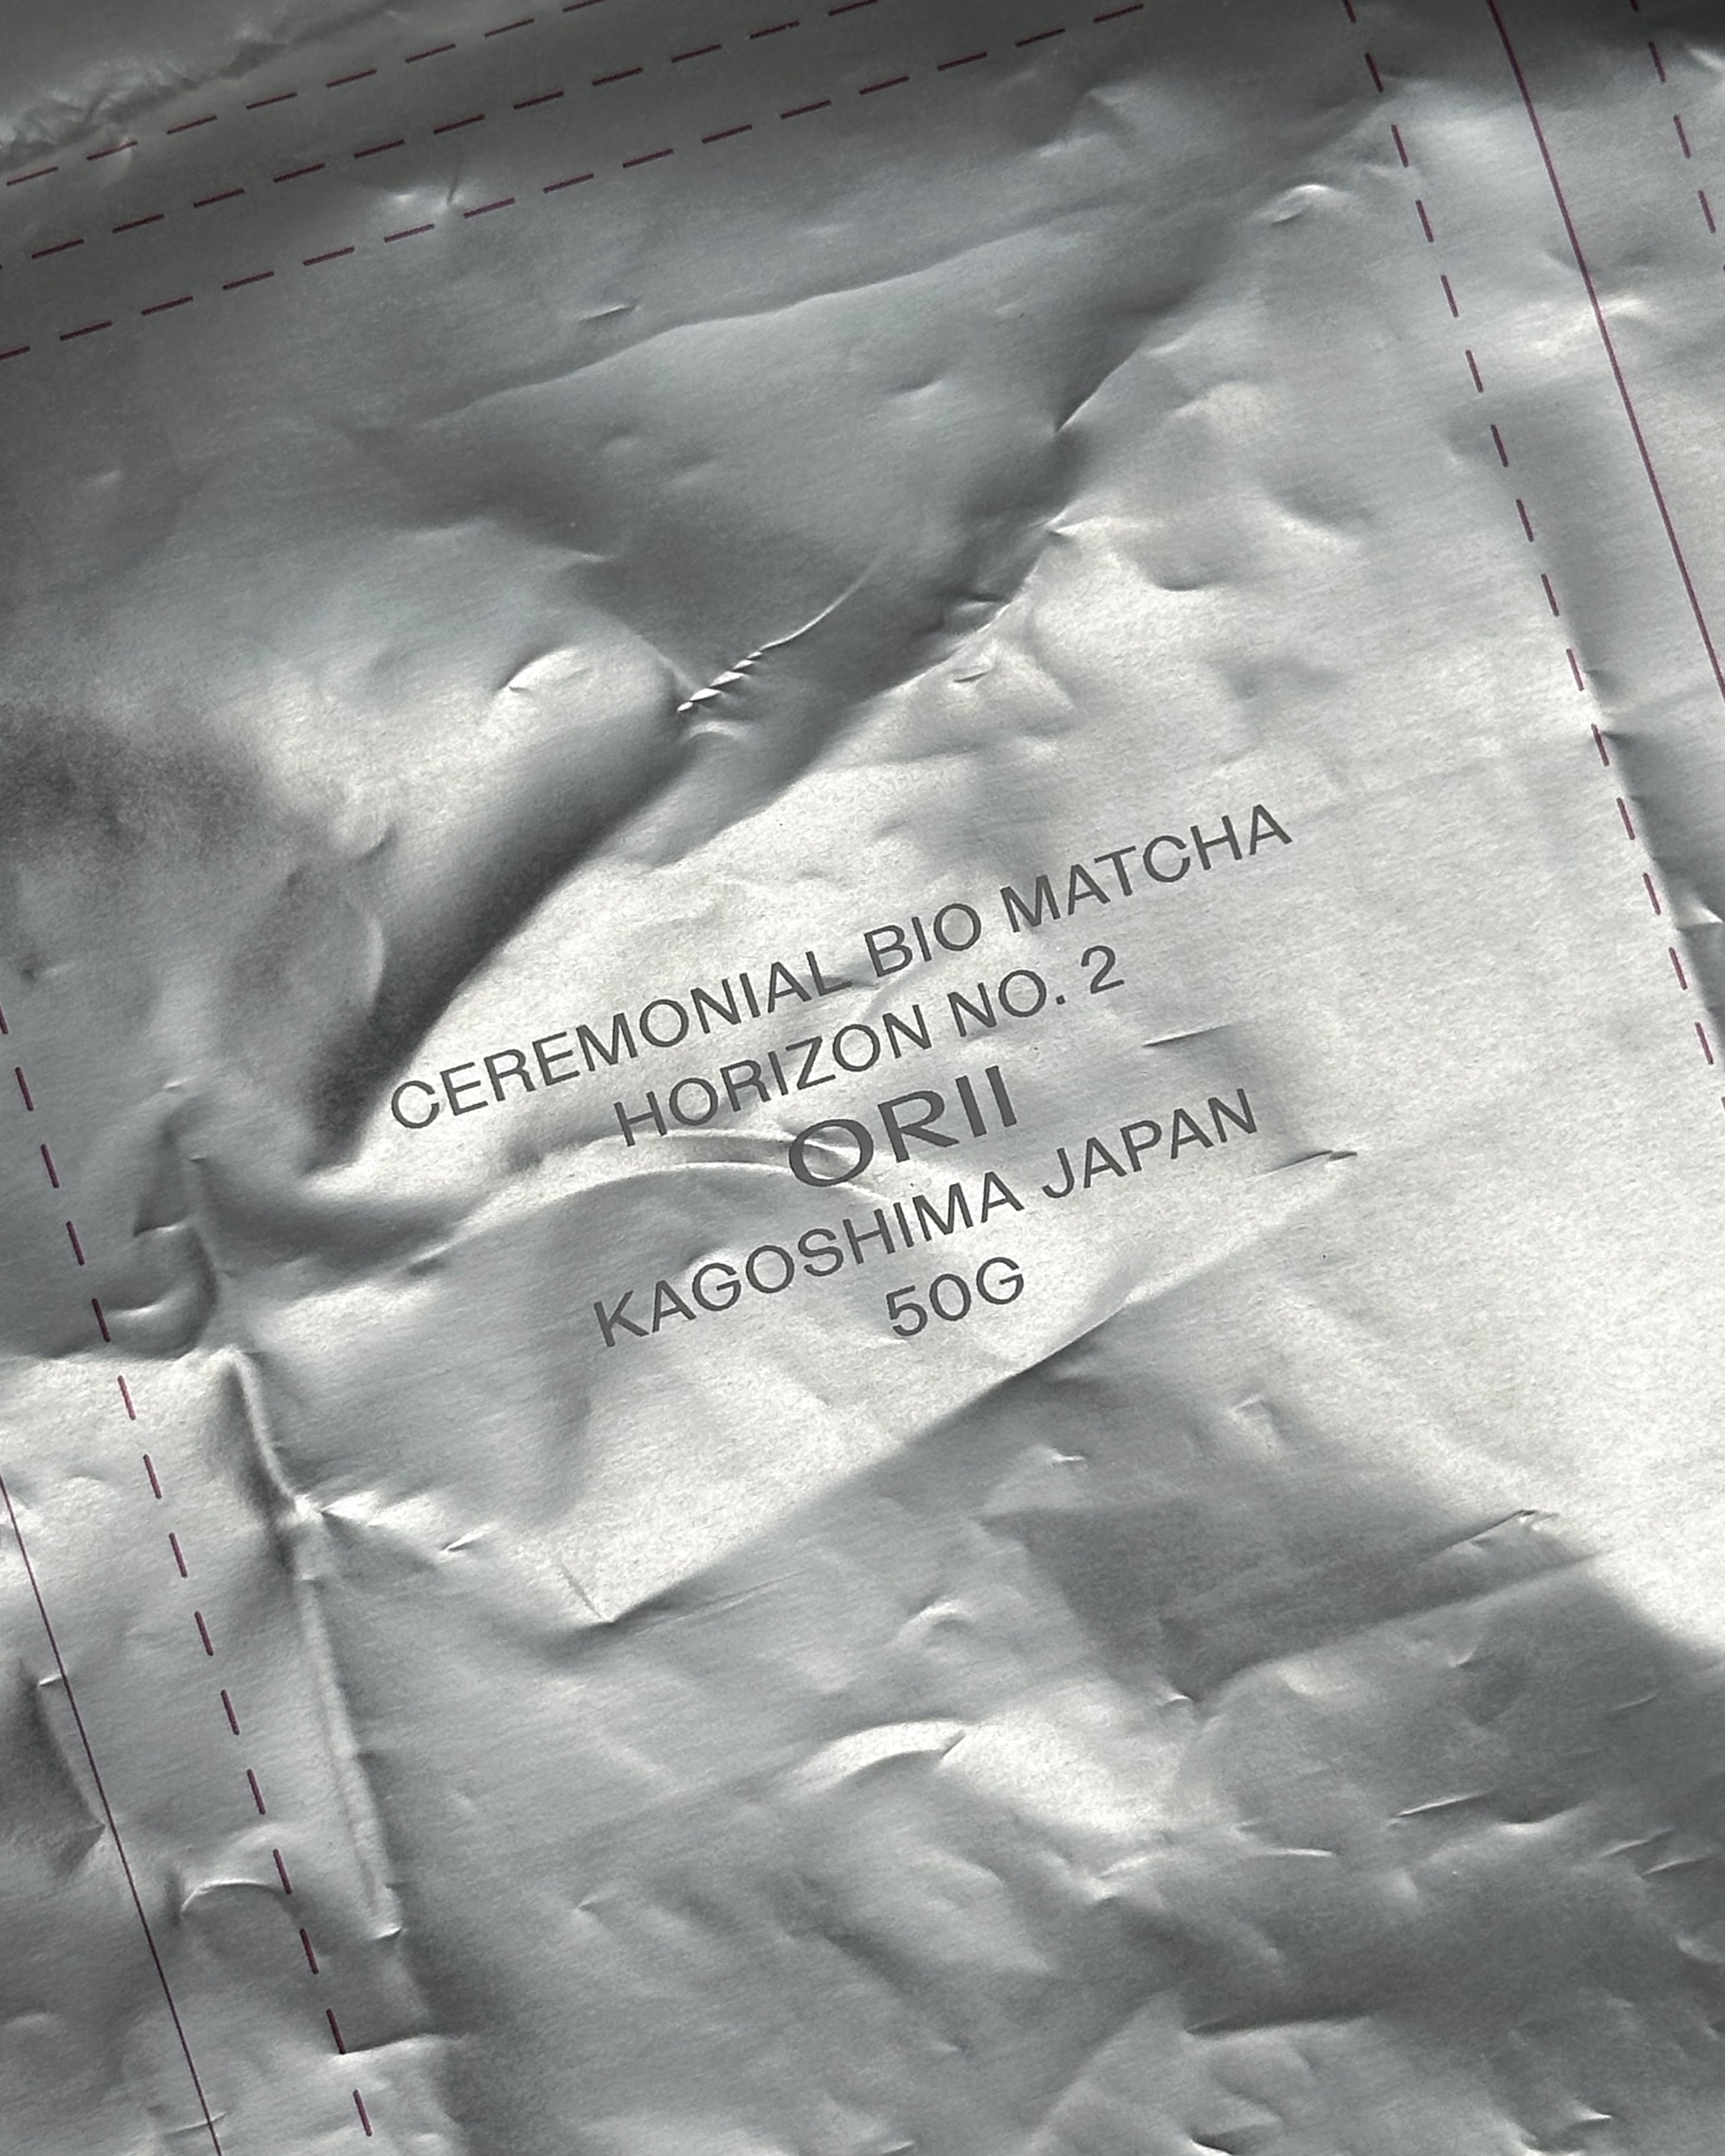 CEREMONIAL BIO MATCHA
HORIZON NO. 2
ORII
KAGOSHIMA JAPAN
50G